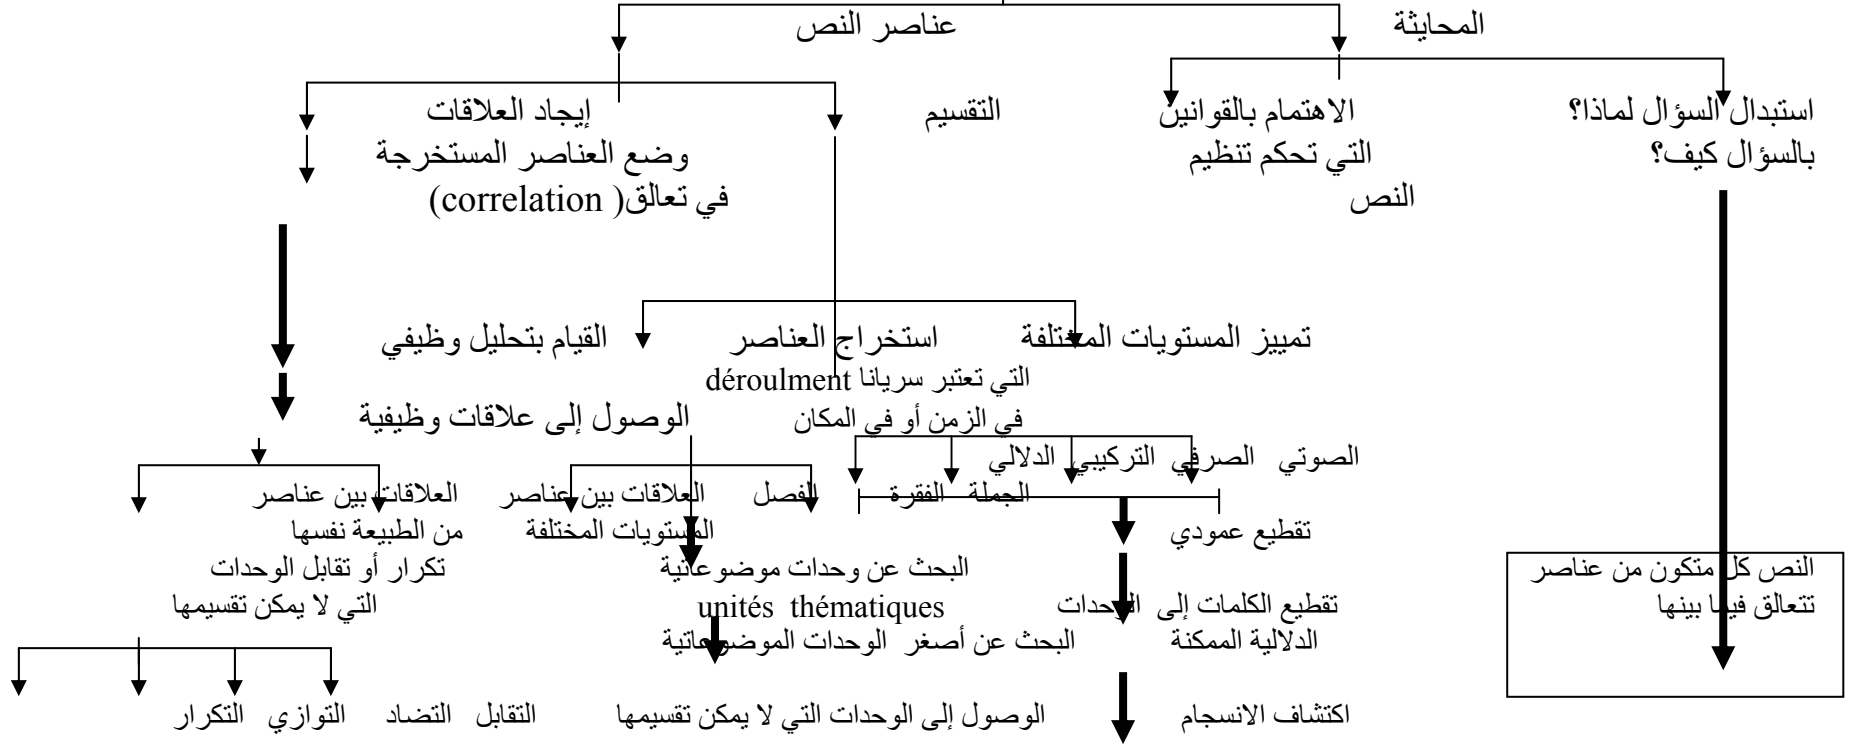 المحايثة عناصر النص
استبدال السؤال لماذا؟ الاهتمام بالقوانين التقسيم إيجاد العلاقات
بالسؤال كيف؟ التي تحكم تنظيم وضع العناصر المستخرجة
النص في تعالق( correlation)
تمييز المستويات المختلفة استخراج العناصر القيام بتحليل وظيفي
التي تعتبر سريانا déroulment
في الزمن أو في المكان الوصول إلى علاقات وظيفية
الصوتي الصرفي التركيبي الدلالي
الجملة الفقرة الفصل العلاقات بين عناصر العلاقات بين عناصر
تقطيع عمودي المستويات المختلفة من الطبيعة نفسها
النص كل متكون من عناصر البحث عن وحدات موضوعاتية تكرار أو تقابل الوحدات
تتعالق فيما بينها تقطيع الكلمات إلى الوحدات unités thématiques التي لا يمكن تقسيمها
الدلالية الممكنة البحث عن أصغر الوحدات الموضوعاتية
اكتشاف الانسجام الوصول إلى الوحدات التي لا يمكن تقسيمها التقابل التضاد التوازي التكرار